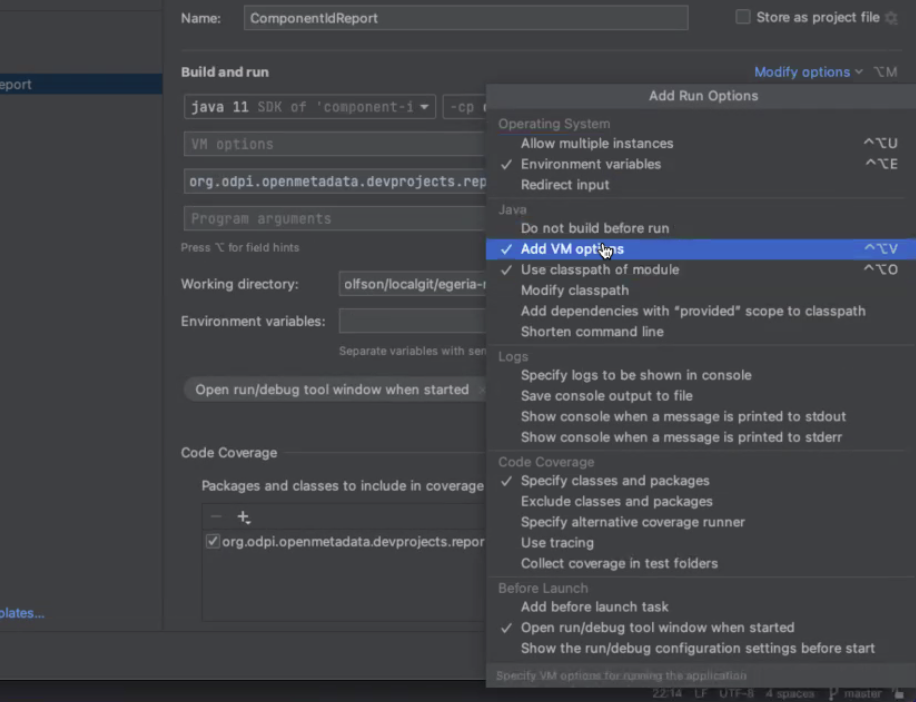 Name: ComponentIdReport Store as project file
eport
Build and run Modify options ⌥M
java 11 SDK of 'component-i -cp
Add Run Options
Operating System
VM options
Allow multiple instances ^⌥U
✓ Environment variables ^⌥E
org.odpi.openmetadata.devprojects.rep
Redirect input
Java
Program arguments
Do not build before run
Press ⌥ for field hints
✓ Add VM options ^⌥V
✓ Use classpath of module ^⌥O
Working directory: olfson/localgit/egeria-
Modify classpath
Add dependencies with "provided" scope to classpath
Environment variables:
Shorten command line
Separate variables with sem
Logs
Specify logs to be shown in console
Open run/debug tool window when started
Save console output to file
Show console when a message is printed to stdout
Show console when a message is printed to stderr
Code Coverage
Code Coverage
Packages and classes to include in coverage
✓ Specify classes and packages
Exclude classes and packages
Specify alternative coverage runner
org.odpi.openmetadata.devprojects.repor
Use tracing
Collect coverage in test folders
Before Launch
Add before launch task
plates...
✓ Open run/debug tool window when started
Show the run/debug configuration settings before start
Specify VM options for running the application
22:14 LF UTF-8 4 spaces master